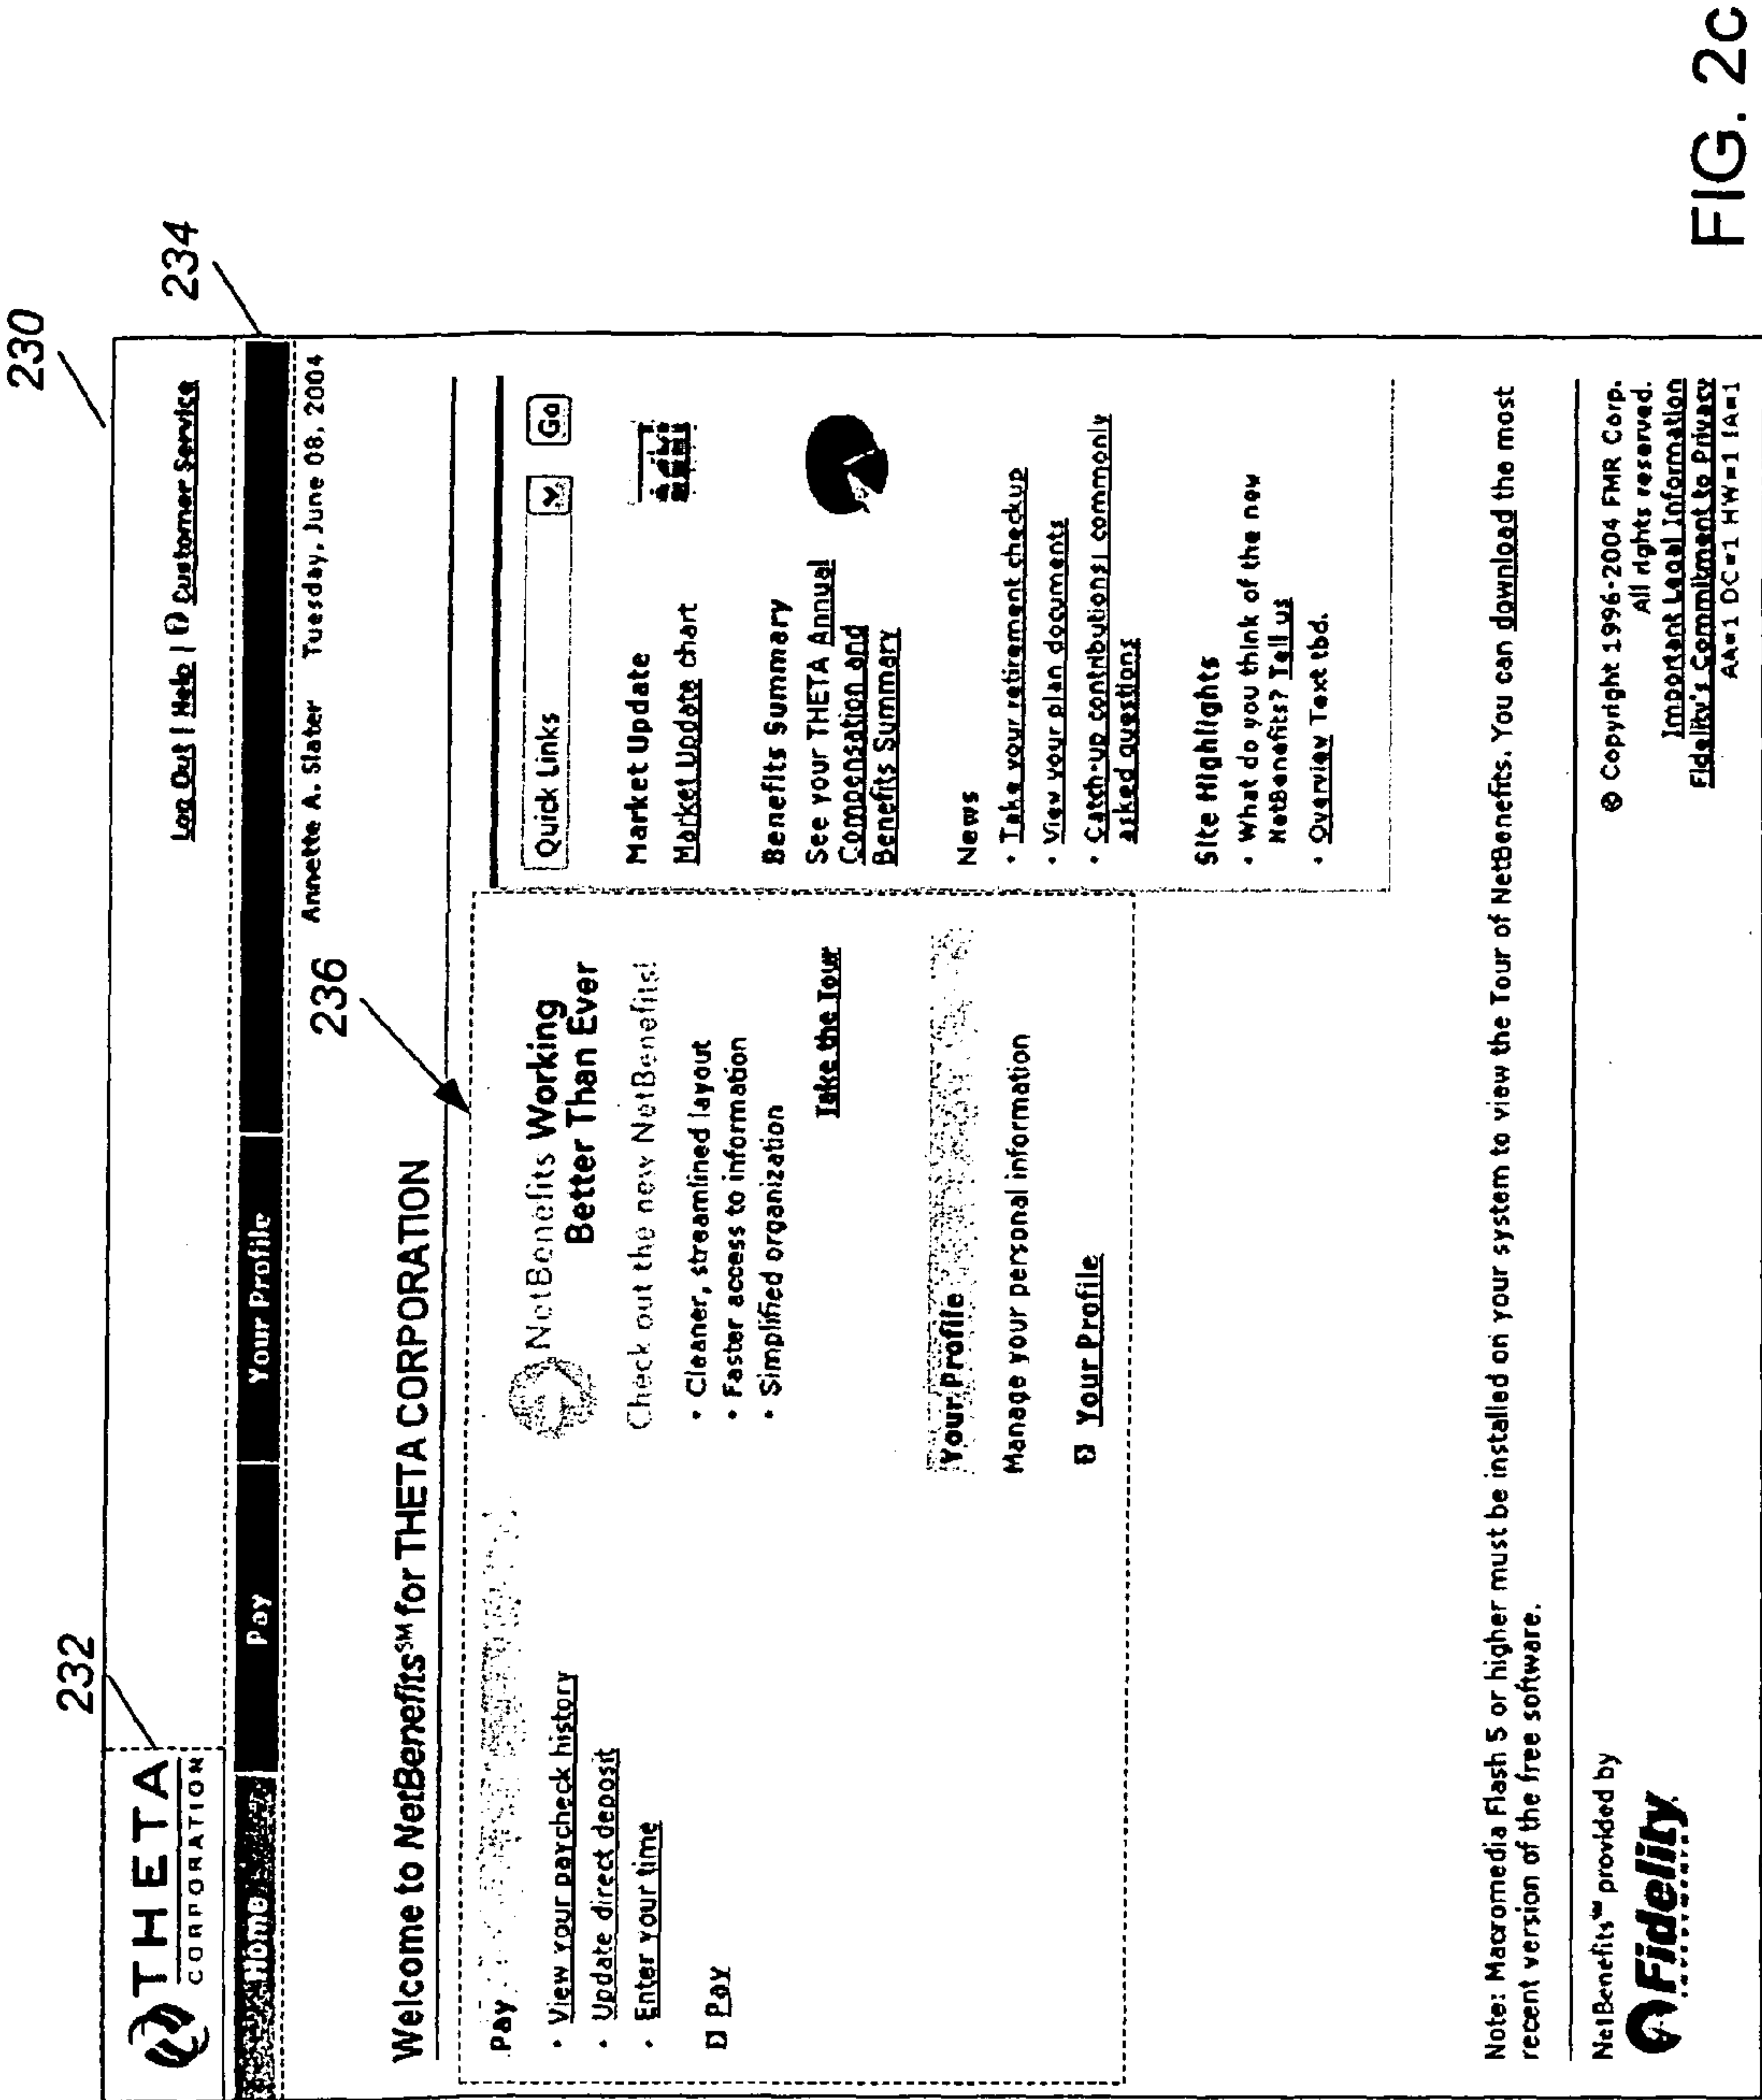 230
232
THETA
CORPORATION
Log Out | Help | Customer Service
234
Home
Pay
Your Profile
Annette A. Slater Tuesday, June 08, 2004
236
Welcome to NetBenefits℠ for THETA CORPORATION
Pay
• View your paycheck history
• Update direct deposit
• Enter your time
Pay
NetBenefits Working
Better Than Ever
Check out the new NetBenefits!
• Cleaner, streamlined layout
• Faster access to information
• Simplified organization
Take the Tour
Your Profile
Manage your personal information
Your Profile
Quick Links
Go
Market Update
Market Update chart
Benefits Summary
See your THETA Annual
Compensation and
Benefits Summary
News
• Take your retirement checkup
• View your plan documents
• Catch-up contributions: commonly
asked questions
Site Highlights
• What do you think of the new
NetBenefits? Tell us
• Overview Text tbd.
Note: Macromedia Flash 5 or higher must be installed on your system to view the Tour of NetBenefits. You can download the most
recent version of the free software.
NetBenefits℠ provided by
Fidelity
© Copyright 1996-2004 FMR Corp.
All rights reserved.
Important Legal Information
Fidelity's Commitment to Privacy
AA=1 DC=1 HW=1 IA=1
FIG. 2c